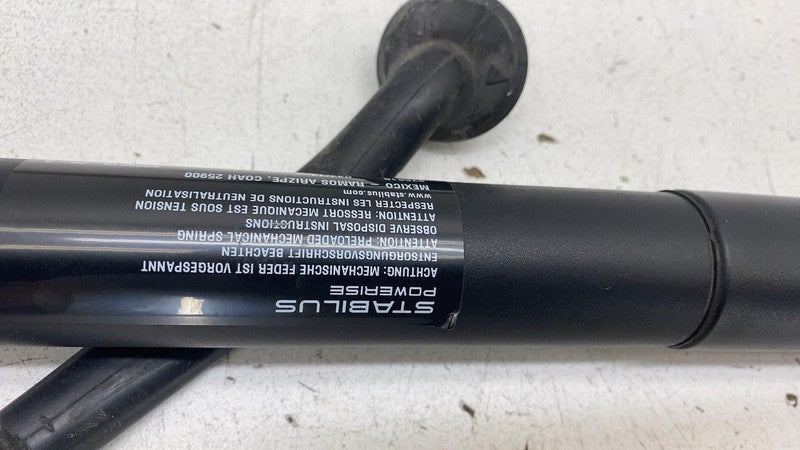 STABILUS
POWERISE
ACHTUNG: MECHANISCHE FEDER IST VORGESPANNT
ENTSORGUNGSVORSCHRIFT BEACHTEN
ATTENTION: PRELOADED MECHANICAL SPRING
OBSERVE DISPOSAL INSTRUCTIONS
ATTENTION: RESSORT MECANIQUE EST SOUS TENSION
RESPECTER LES INSTRUCTIONS DE NEUTRALISATION
www.stabilus.com
MEXICO - RAMOS ARIZPE, COAH 25900